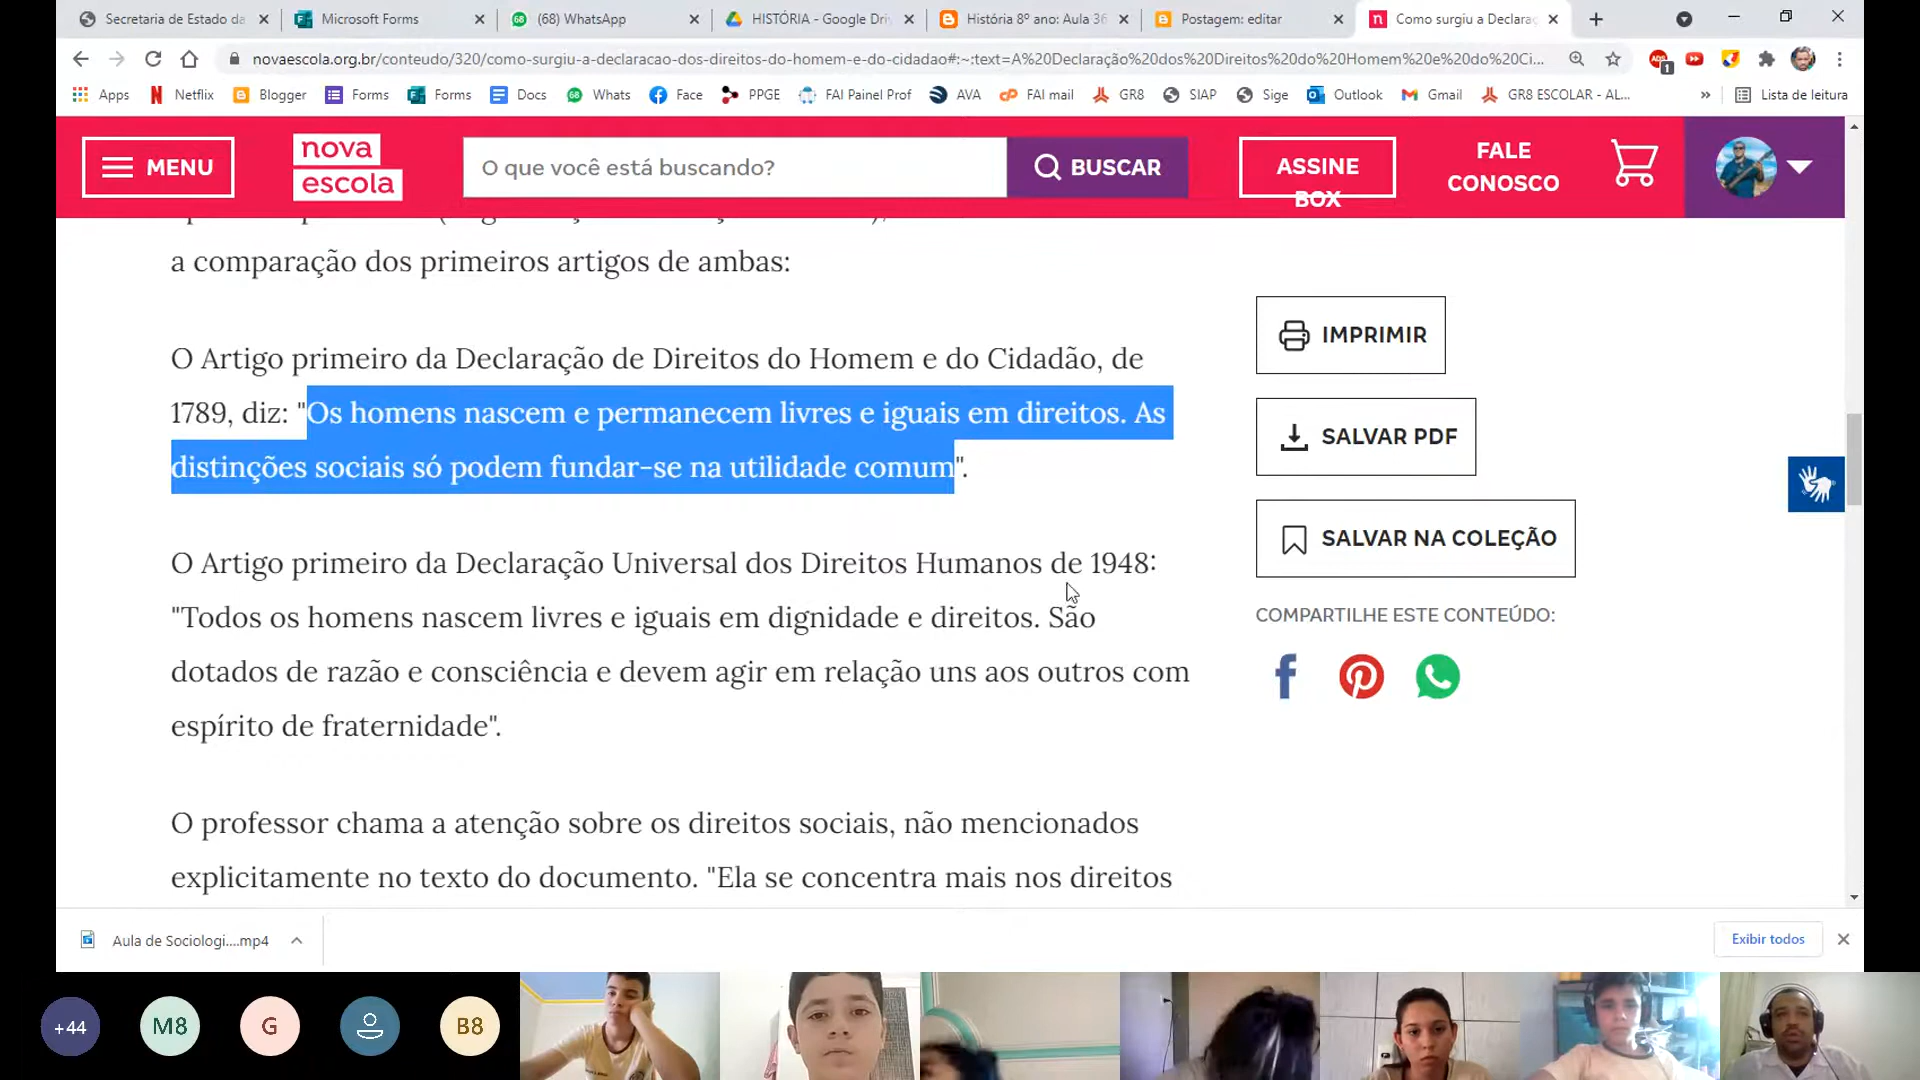 Secretaria de Estado da
Microsoft Forms
(68) WhatsApp
HISTÓRIA - Google Dri
História 8º ano: Aula 36
Postagem: editar
Como surgiu a Declara
novaescola.org.br/conteudo/320/como-surgiu-a-declaracao-dos-direitos-do-homem-e-do-cidadao#:~:text=A%20Declaração%20dos%20Direitos%20do%20Homem%20e%20do%20Ci...
Apps
Netflix
Blogger
Forms
Forms
Docs
Whats
Face
PPGE
FAI Painel Prof
AVA
FAI mail
GR8
SIAP
Sige
Outlook
Gmail
GR8 ESCOLAR - AL...
Lista de leitura
MENU
nova
escola
O que você está buscando?
BUSCAR
ASSINE
BOX
FALE
CONOSCO
a comparação dos primeiros artigos de ambas:
O Artigo primeiro da Declaração de Direitos do Homem e do Cidadão, de
1789, diz: "Os homens nascem e permanecem livres e iguais em direitos. As
distinções sociais só podem fundar-se na utilidade comum".
O Artigo primeiro da Declaração Universal dos Direitos Humanos de 1948:
"Todos os homens nascem livres e iguais em dignidade e direitos. São
dotados de razão e consciência e devem agir em relação uns aos outros com
espírito de fraternidade".
O professor chama a atenção sobre os direitos sociais, não mencionados
explicitamente no texto do documento. "Ela se concentra mais nos direitos
IMPRIMIR
SALVAR PDF
SALVAR NA COLEÇÃO
COMPARTILHE ESTE CONTEÚDO:
Aula de Sociologi....mp4
Exibir todos
+44
M8
G
B8